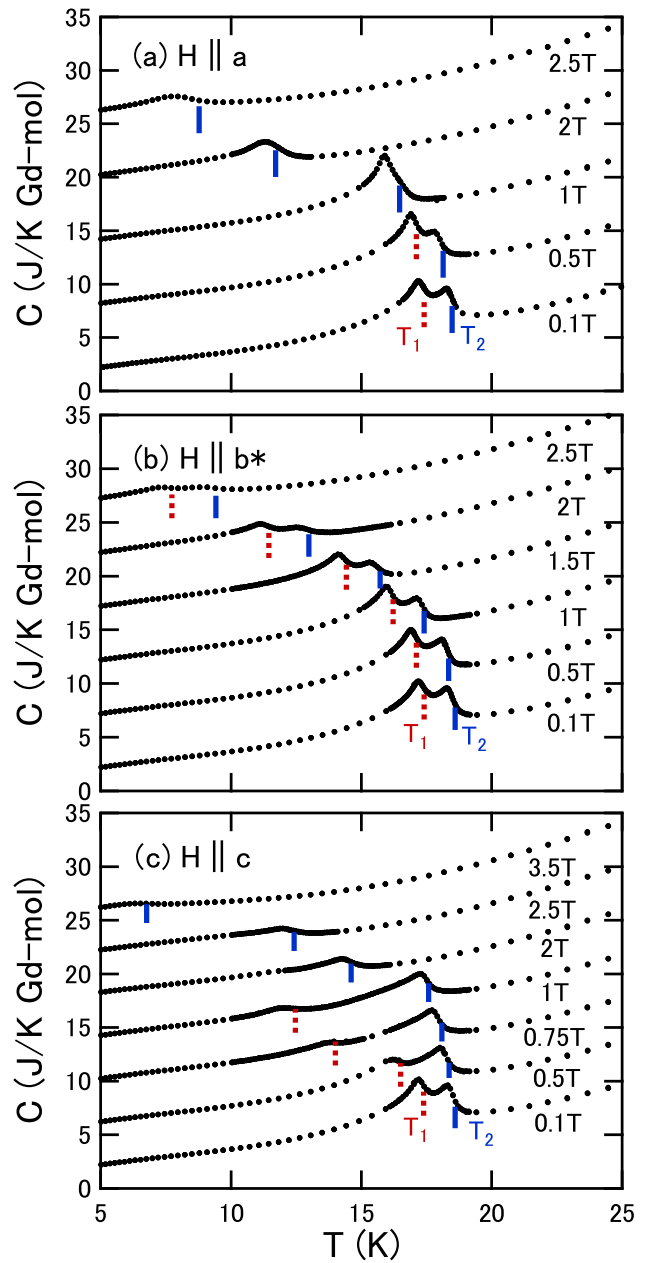 35
(a) H || a
2.5T
30
25
2T
20
1T
15
0.5T
10
0.1T
5
T1
T2
0
C (J/K Gd-mol)
35
(b) H || b*
2.5T
30
2T
25
1.5T
20
1T
15
0.5T
10
0.1T
5
T1
T2
0
C (J/K Gd-mol)
35
(c) H || c
3.5T
30
2.5T
25
2T
20
1T
15
0.75T
10
0.5T
0.1T
5
T1
T2
0
C (J/K Gd-mol)
5 10 15 20 25
T (K)